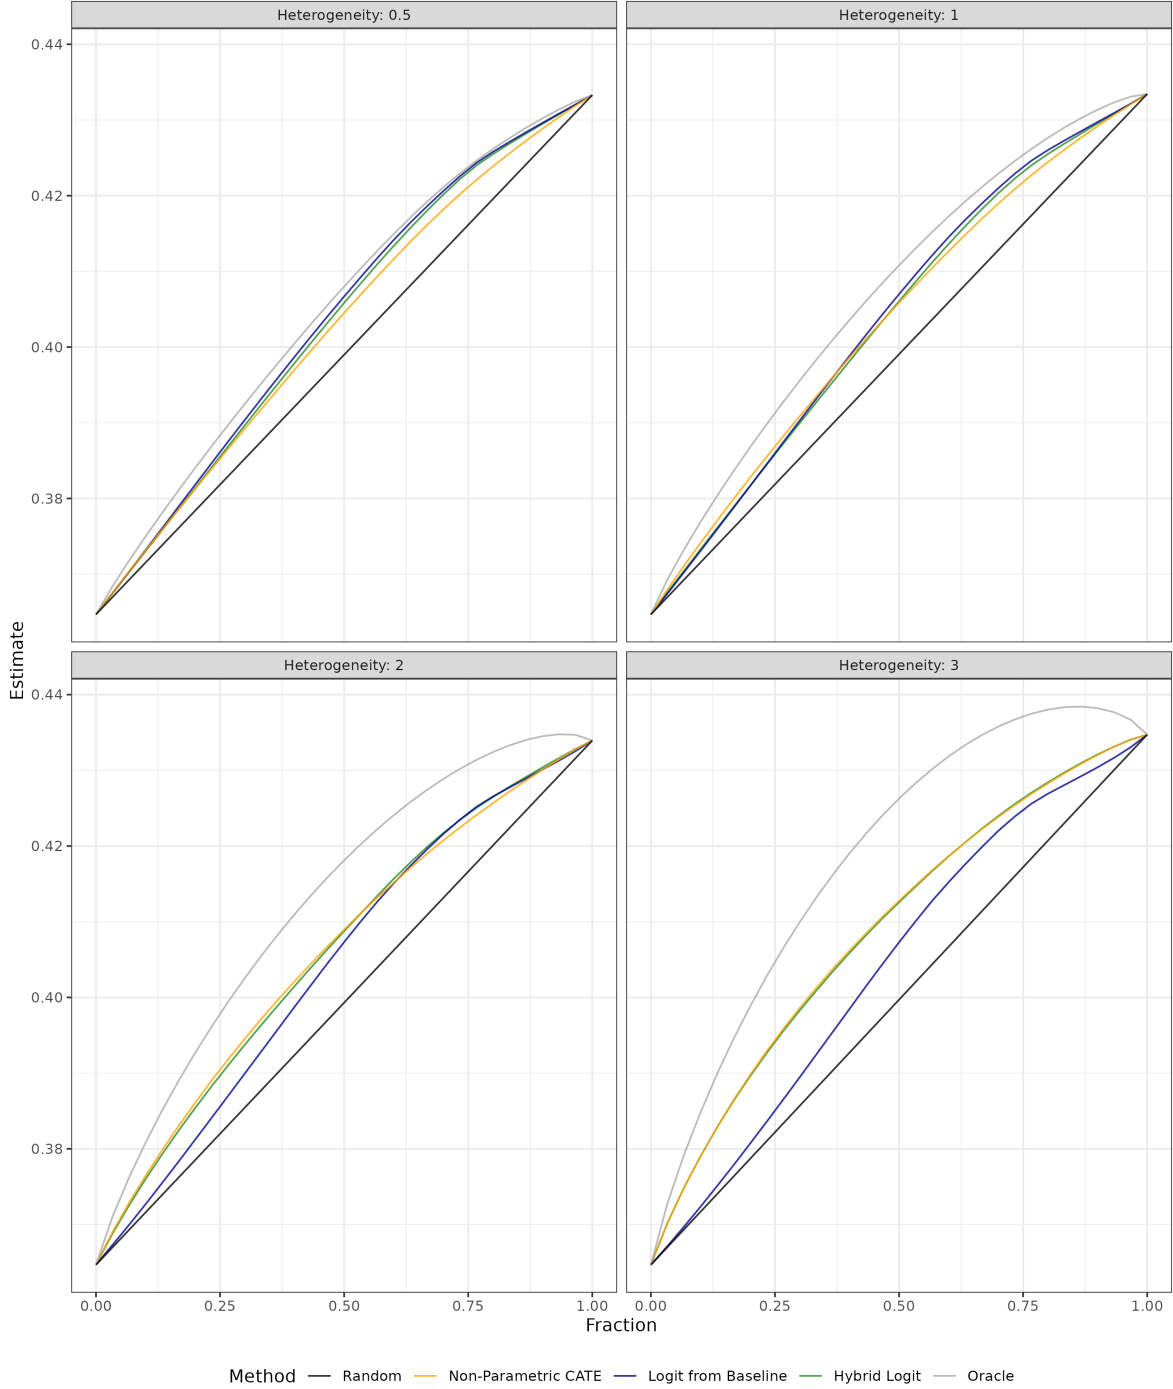 Heterogeneity: 0.5
Heterogeneity: 1
0.44
0.42
0.40
0.38
Estimate
Heterogeneity: 2
Heterogeneity: 3
0.44
0.42
0.40
0.38
0.00 0.25 0.50 0.75 1.00 0.00 0.25 0.50 0.75 1.00
Fraction
Method Random Non-Parametric CATE Logit from Baseline Hybrid Logit Oracle